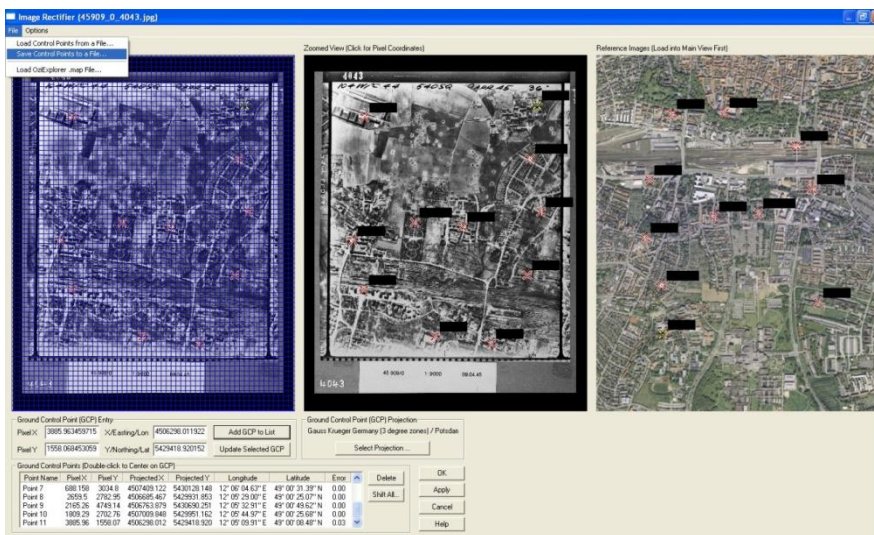 Image Rectifier (45909_0_4043.jpg)
File Options
Load Control Points from a File...
Save Control Points to a File...
Load OziExplorer .map File...
Zoomed View (Click for Pixel Coordinates)
Reference Images (Load into Main View First)
4043
540SQ
36"
4043
45 909/0
4043
Ground Control Point (GCP) Entry
Pixel X 3885.963459715 X/Easting/Lon 4506298.011922 Add GCP to List
Pixel Y 1558.068453059 Y/Northing/Lat 5429418.920152 Update Selected GCP
Ground Control Point (GCP) Projection
Gauss Krueger Germany (3 degree zones) / Potsdan
Select Projection ...
Ground Control Points (Double-click to Center on GCP)
Point Name Pixel X Pixel Y Projected X Projected Y Longitude Latitude Error
Point 7 688.158 3034.8 4507409.122 5430128.148 12° 06' 04.63" E 49° 00' 31.39" N 0.00
Point 8 2659.5 2782.95 4506685.467 5429931.853 12° 05' 29.00" E 49° 00' 25.07" N 0.00
Point 9 2165.26 4749.14 4506763.879 5430690.251 12° 05' 32.91" E 49° 00' 49.62" N 0.00
Point 10 1809.29 2702.76 4507009.848 5429951.162 12° 05' 44.97" E 49° 00' 25.68" N 0.00
Point 11 3885.96 1558.07 4506298.012 5429418.920 12° 05' 09.91" E 49° 00' 08.48" N 0.03
Delete
Shift All...
OK
Apply
Cancel
Help